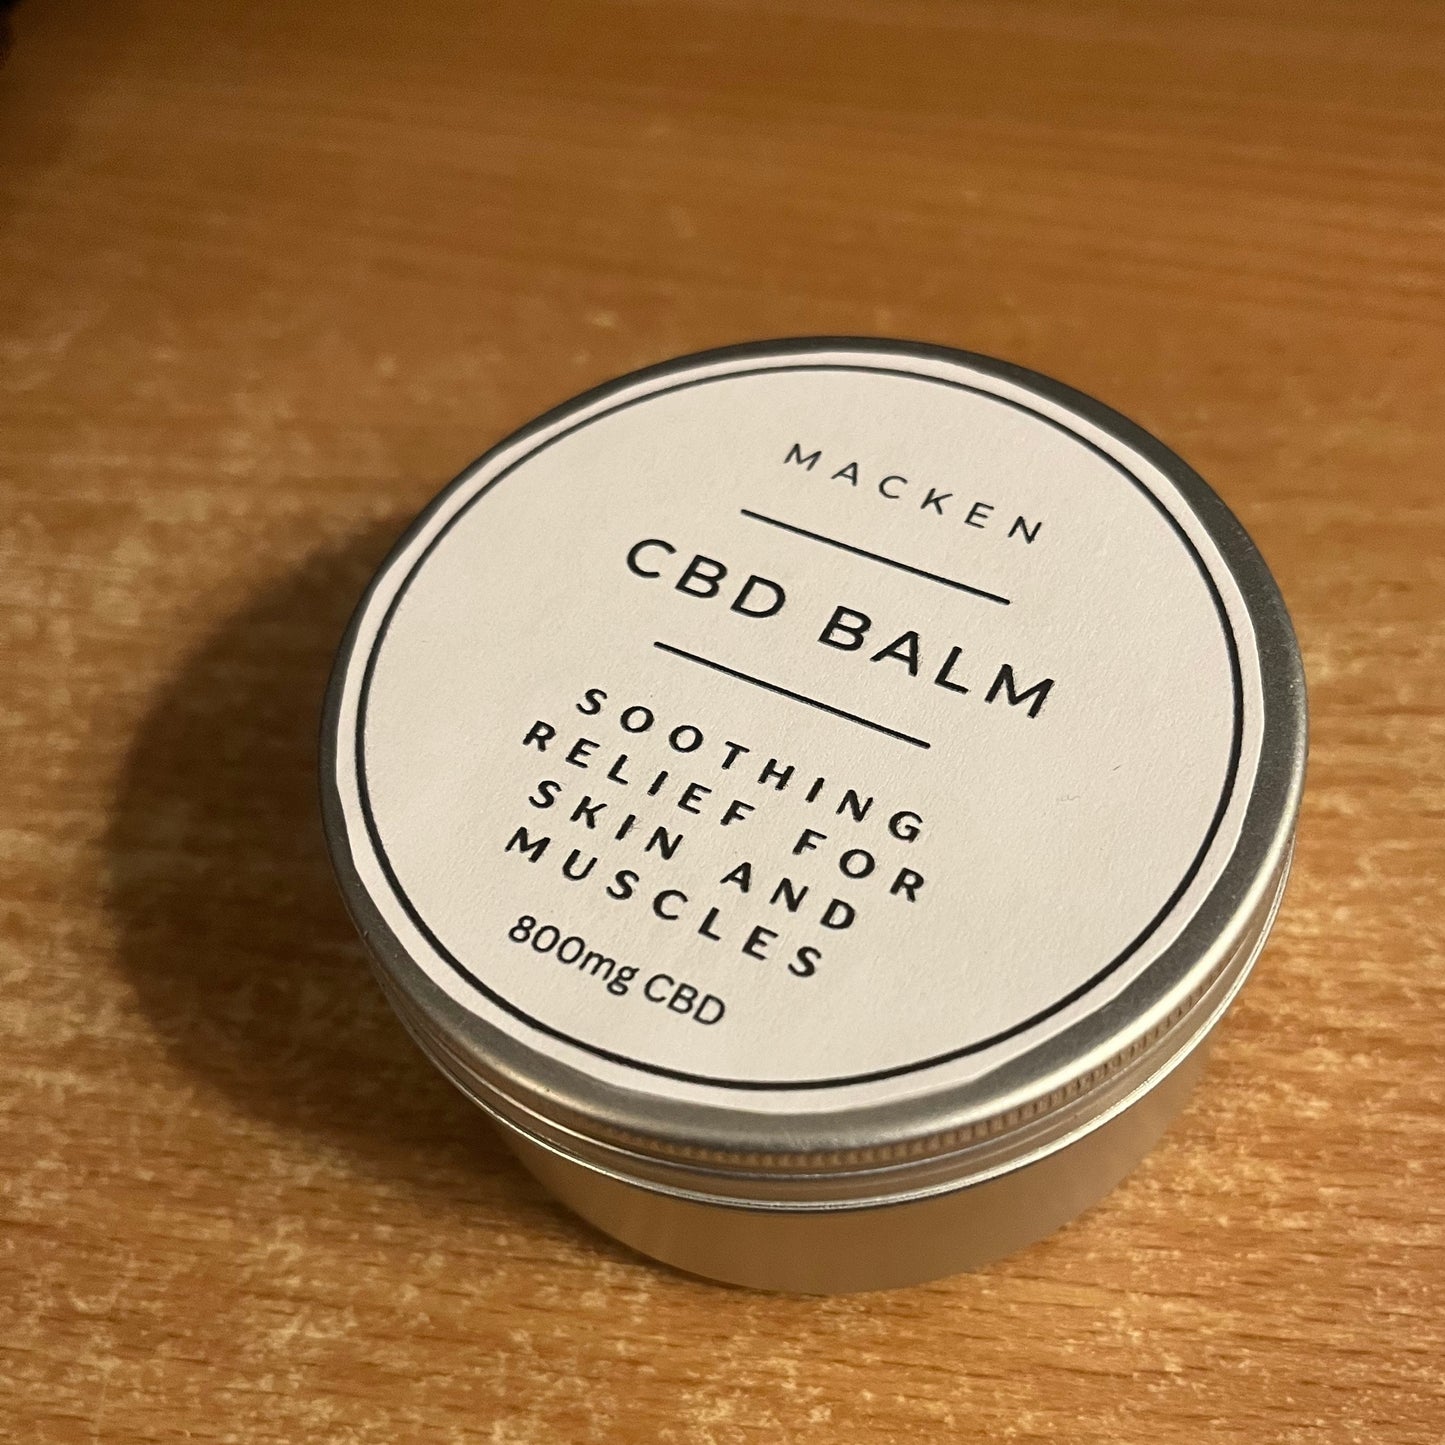 MACKEN
CBD BALM
SOOTHING
RELIEF FOR
SKIN AND
MUSCLES
800mg CBD